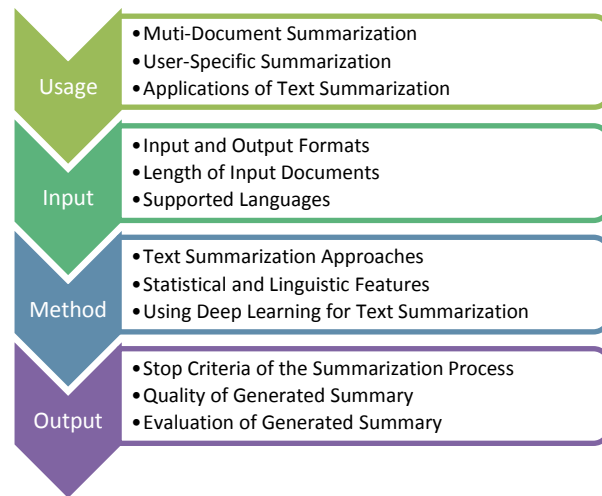 Usage
•Muti-Document Summarization
•User-Specific Summarization
•Applications of Text Summarization
Input
•Input and Output Formats
•Length of Input Documents
•Supported Languages
Method
•Text Summarization Approaches
•Statistical and Linguistic Features
•Using Deep Learning for Text Summarization
Output
•Stop Criteria of the Summarization Process
•Quality of Generated Summary
•Evaluation of Generated Summary